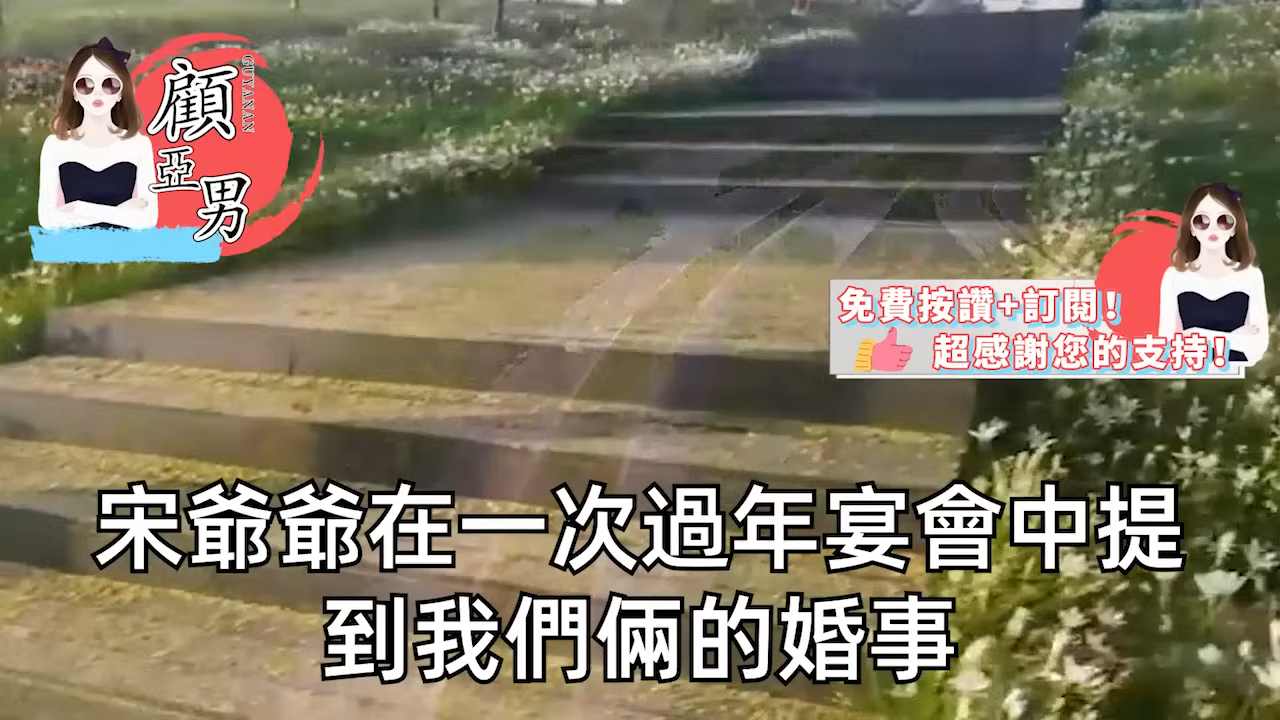 顧
亞
男
GUYANAN
免費按讚+訂閱！
超感謝您的支持！
宋爺爺在一次過年宴會中提
到我們倆的婚事